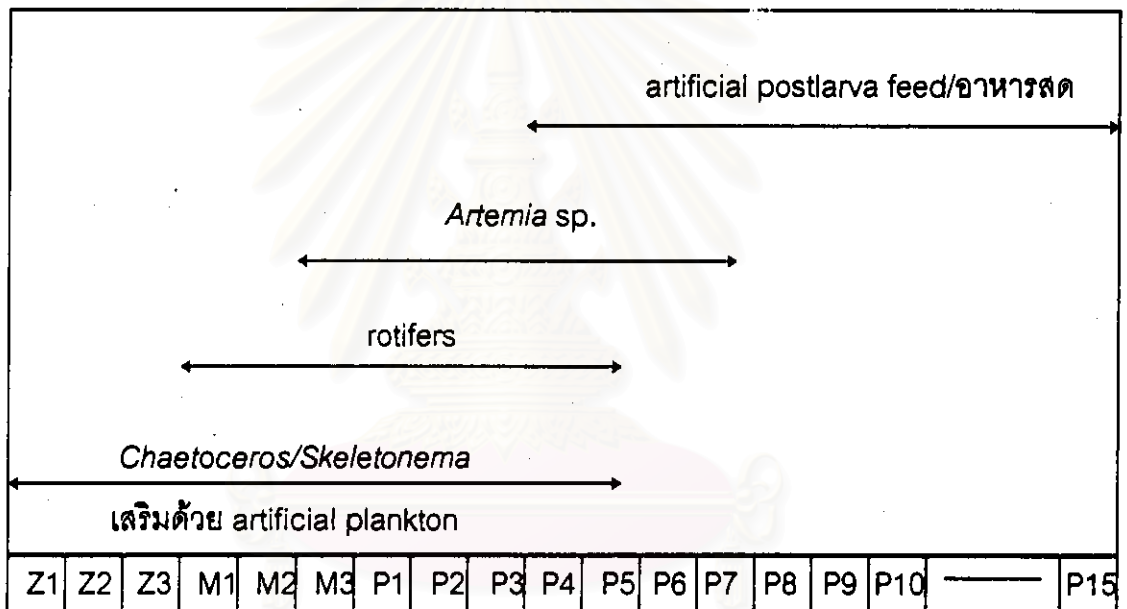 artificial postlarva feed/อาหารสด
Artemia sp.
rotifers
Chaetoceros/Skeletonema
เสริมด้วย artificial plankton
Z1 Z2 Z3 M1 M2 M3 P1 P2 P3 P4 P5 P6 P7 P8 P9 P10 ——— P15